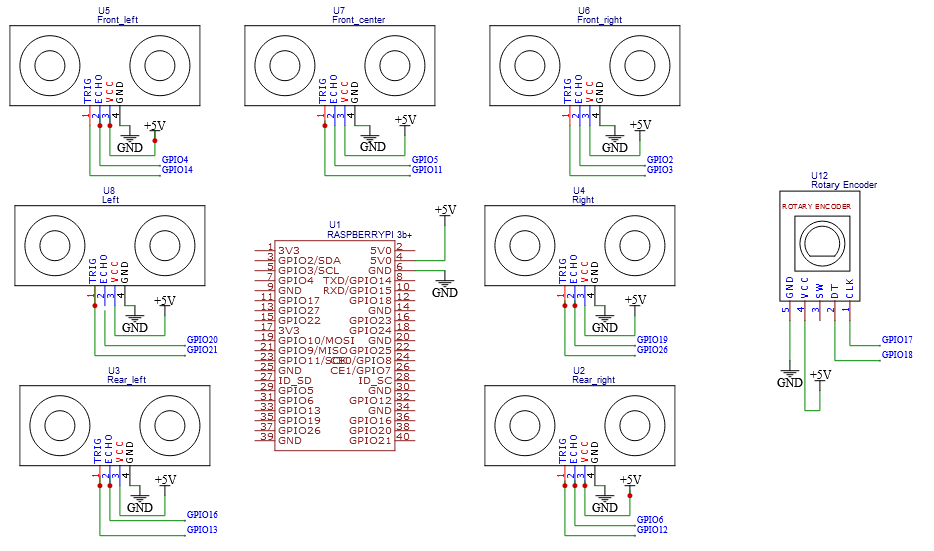 U5
Front_left
TRIG
ECHO
VCC
GND
1
2
3
4
+5V
GND
GPIO4
GPIO14
U7
Front_center
TRIG
ECHO
VCC
GND
1
2
3
4
+5V
GND
GPIO5
GPIO11
U6
Front_right
TRIG
ECHO
VCC
GND
1
2
3
4
+5V
GND
GPIO2
GPIO3
U8
Left
TRIG
ECHO
VCC
GND
1
2
3
4
+5V
GND
GPIO20
GPIO21
U1
RASPBERRYPI 3b+
+5V
GND
1 3V3 5V0 2
3 GPIO2/SDA 5V0 4
5 GPIO3/SCL GND 6
7 GPIO4 TXD/GPIO14 8
9 GND RXD/GPIO15 10
11 GPIO17 GPIO18 12
13 GPIO27 GND 14
15 GPIO22 GPIO23 16
17 3V3 GPIO24 18
19 GPIO10/MOSI GND 20
21 GPIO9/MISO GPIO25 22
23 GPIO11/SCK CE0/GPIO8 24
25 GND CE1/GPIO7 26
27 ID_SD ID_SC 28
29 GPIO5 GND 30
31 GPIO6 GPIO12 32
33 GPIO13 GND 34
35 GPIO19 GPIO16 36
37 GPIO26 GPIO20 38
39 GND GPIO21 40
U4
Right
TRIG
ECHO
VCC
GND
1
2
3
4
+5V
GND
GPIO19
GPIO26
U12
Rotary Encoder
ROTARY ENCODER
GND
VCC
SW
DT
CLK
5
4
3
2
1
GPIO17
GPIO18
GND
+5V
U3
Rear_left
TRIG
ECHO
VCC
GND
1
2
3
4
+5V
GND
GPIO16
GPIO13
U2
Rear_right
TRIG
ECHO
VCC
GND
1
2
3
4
+5V
GND
GPIO6
GPIO12